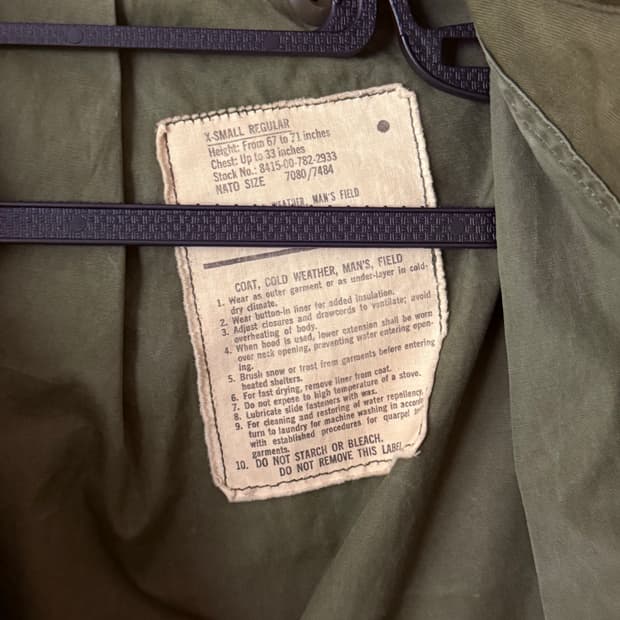 X-SMALL REGULAR
Height: From 67 to 71 inches
Chest: Up to 33 inches
Stock No.: 8415-00-782-2933
NATO SIZE 7080/7484
WEATHER, MAN'S FIELD
COAT, COLD WEATHER, MAN'S, FIELD
1. Wear as outer garment or as under-layer in cold-
dry climate.
2. Wear button-in liner for added insulation.
3. Adjust closures and drawcords to ventilate; avoid
overheating of body.
4. When hood is used, lower extension shall be worn
over neck opening, preventing water entering open-
ing.
5. Brush snow or frost from garments before entering
heated shelters.
6. For fast drying, remove liner from coat.
7. Do not expose to high temperature of a stove.
8. Lubricate slide fasteners with wax.
9. For cleaning and restoring of water repellency,
turn to laundry for machine washing in accord
with established procedures for quarpel
garments.
10. DO NOT STARCH OR BLEACH.
DO NOT REMOVE THIS LABEL